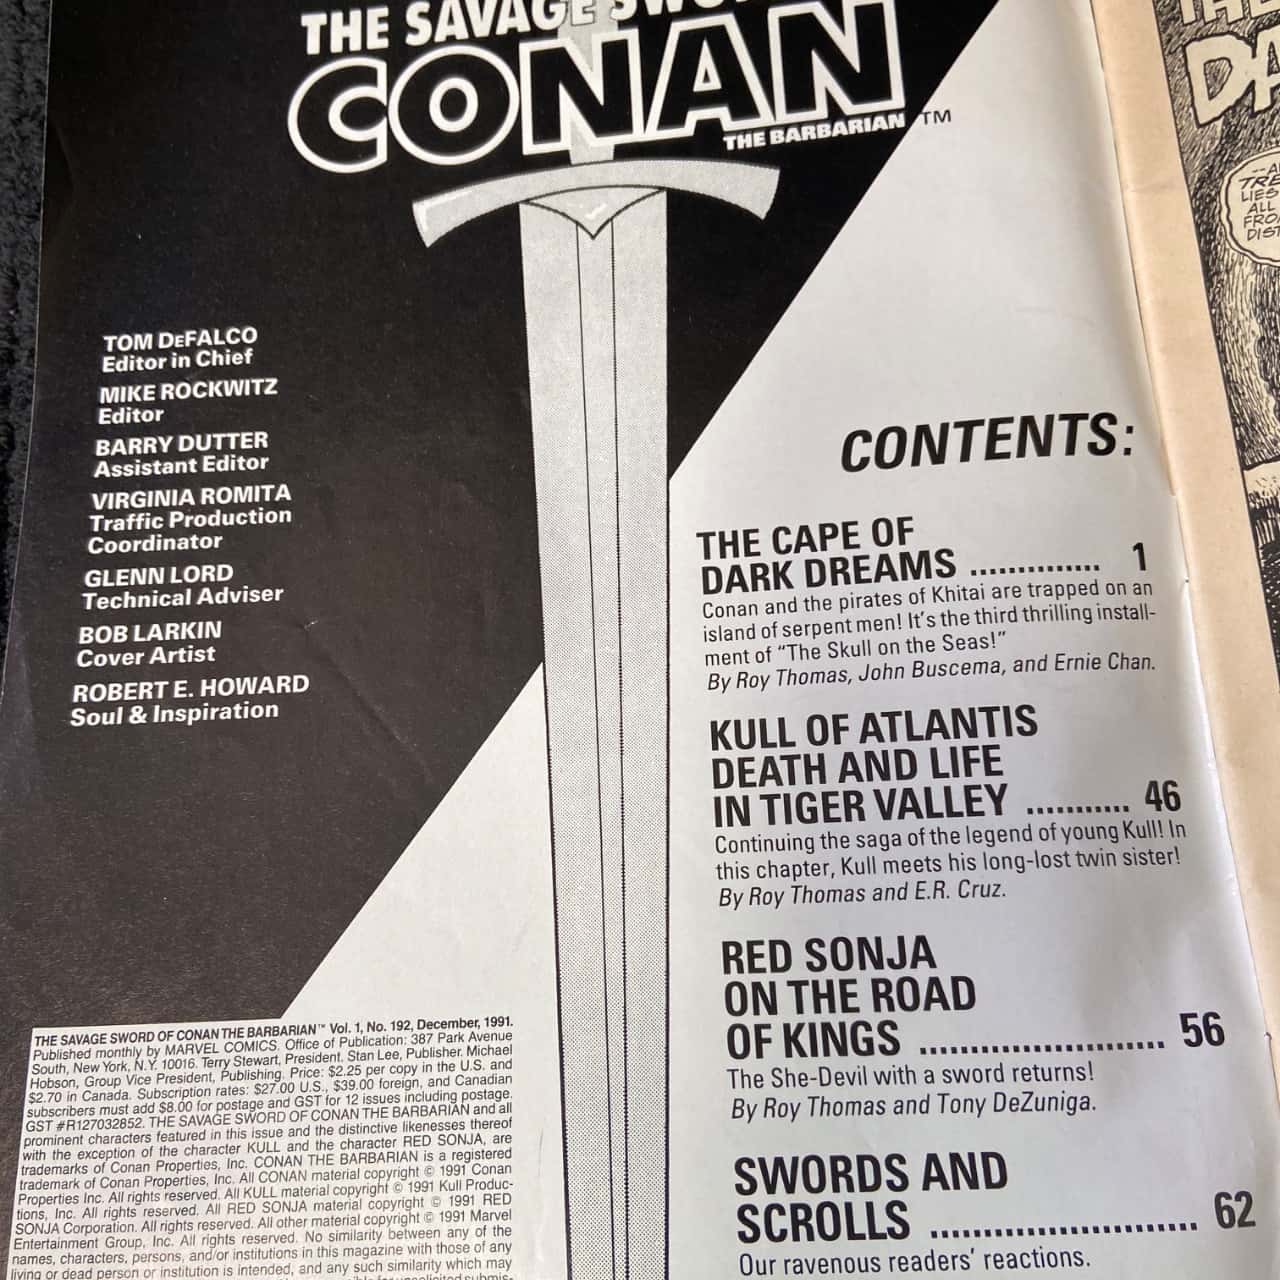 THE SAVAGE
CONAN
THE BARBARIAN ™
TOM DeFALCO
Editor in Chief
MIKE ROCKWITZ
Editor
BARRY DUTTER
Assistant Editor
VIRGINIA ROMITA
Traffic Production
Coordinator
GLENN LORD
Technical Adviser
BOB LARKIN
Cover Artist
ROBERT E. HOWARD
Soul & Inspiration
THE SAVAGE SWORD OF CONAN THE BARBARIAN™ Vol. 1, No. 192, December, 1991.
Published monthly by MARVEL COMICS. Office of Publication: 387 Park Avenue
South, New York, N.Y. 10016. Terry Stewart, President. Stan Lee, Publisher. Michael
Hobson, Group Vice President, Publishing. Price: $2.25 per copy in the U.S. and
$2.70 in Canada. Subscription rates: $27.00 U.S., $39.00 foreign, and Canadian
subscribers must add $8.00 for postage and GST for 12 issues including postage.
GST #R127032852. THE SAVAGE SWORD OF CONAN THE BARBARIAN and all
prominent characters featured in this issue and the distinctive likenesses thereof
with the exception of the character KULL and the character RED SONJA, are
trademarks of Conan Properties, Inc. CONAN THE BARBARIAN is a registered
trademark of Conan Properties, Inc. All CONAN material copyright © 1991 Conan
Properties Inc. All rights reserved. All KULL material copyright © 1991 Kull Produc-
tions, Inc. All rights reserved. All RED SONJA material copyright © 1991 RED
SONJA Corporation. All rights reserved. All other material copyright © 1991 Marvel
Entertainment Group, Inc. All rights reserved. No similarity between any of the
names, characters, persons, and/or institutions in this magazine with those of any
living or dead person or institution is intended, and any such similarity which may
CONTENTS:
THE CAPE OF
DARK DREAMS .............. 1
Conan and the pirates of Khitai are trapped on an
island of serpent men! It's the third thrilling install-
ment of "The Skull on the Seas!"
By Roy Thomas, John Buscema, and Ernie Chan.
KULL OF ATLANTIS
DEATH AND LIFE
IN TIGER VALLEY ........... 46
Continuing the saga of the legend of young Kull! In
this chapter, Kull meets his long-lost twin sister!
By Roy Thomas and E.R. Cruz.
RED SONJA
ON THE ROAD
OF KINGS ........................ 56
The She-Devil with a sword returns!
By Roy Thomas and Tony DeZuniga.
SWORDS AND
SCROLLS .......................... 62
Our ravenous readers' reactions.
LIES
ALL